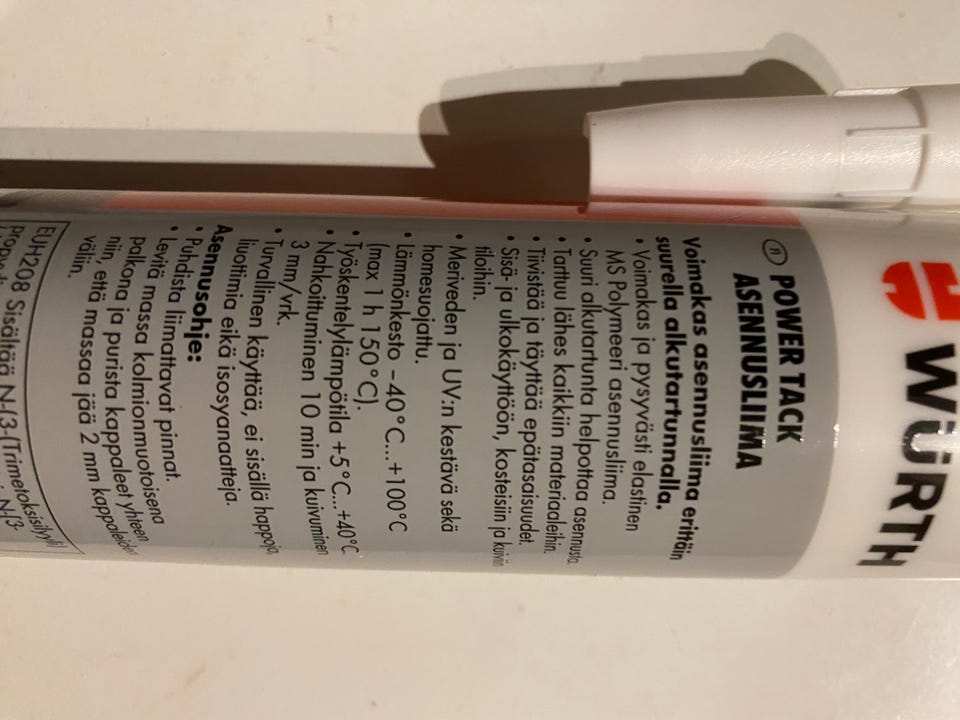 WÜRTH
® POWER TACK
ASENNUSLIIMA
Voimakas asennusliima erittäin
suurella alkutartunnalla.
• Voimakas ja pysyvästi elastinen
MS Polymeeri asennusliima.
• Suuri alkutartunta helpottaa asennusta.
• Tarttuu lähes kaikkiin materiaaleihin.
• Tiivistää ja täyttää epätasaisuudet.
• Sisä- ja ulkokäyttöön, kosteisiin ja kuiviin
tiloihin.
• Meriveden ja UV:n kestävä sekä
homesuojattu.
• Lämmönkesto -40°C...+100°C
(max 1 h 150°C).
• Työskentelylämpötila +5°C...+40°C
• Nahkoittuminen 10 min ja kuivuminen
3 mm/vrk.
• Turvallinen käyttää, ei sisällä happoja,
liuottimia eikä isosyanaatteja.
Asennusohje:
• Puhdista liimattavat pinnat.
• Levitä massa kolmionmuotoisena
palkona ja purista kappaleet yhteen
niin, että massaa jää 2 mm kappaleiden
väliin.
EUH208 Sisältää N-(3-(Trimetoksisilyyli)